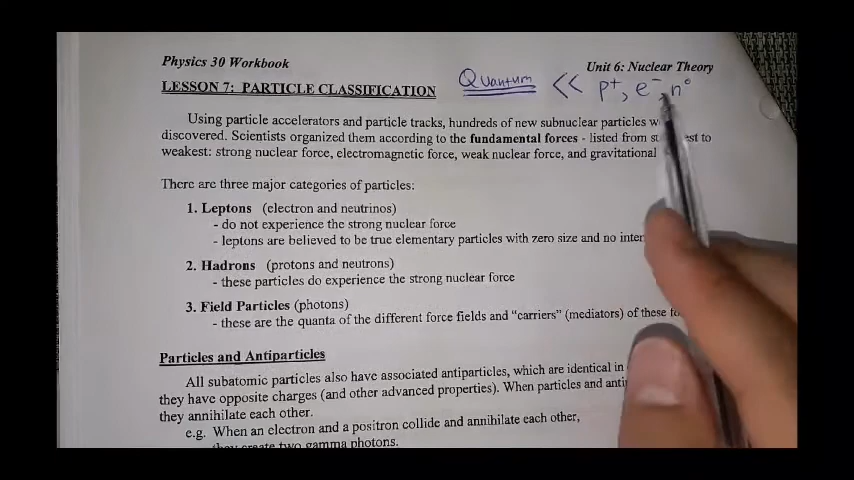 Physics 30 Workbook
Unit 6: Nuclear Theory
LESSON 7: PARTICLE CLASSIFICATION
Quantum << p⁺, e⁻, n⁰
Using particle accelerators and particle tracks, hundreds of new subnuclear particles
discovered. Scientists organized them according to the fundamental forces - listed from to
weakest: strong nuclear force, electromagnetic force, weak nuclear force, and gravitational
There are three major categories of particles:
1. Leptons (electron and neutrinos)
- do not experience the strong nuclear force
- leptons are believed to be true elementary particles with zero size and no
2. Hadrons (protons and neutrons)
- these particles do experience the strong nuclear force
3. Field Particles (photons)
- these are the quanta of the different force fields and "carriers" (mediators) of these
Particles and Antiparticles
All subatomic particles also have associated antiparticles, which are identical in
they have opposite charges (and other advanced properties). When particles and
they annihilate each other.
e.g. When an electron and a positron collide and annihilate each other,
they create two gamma photons.